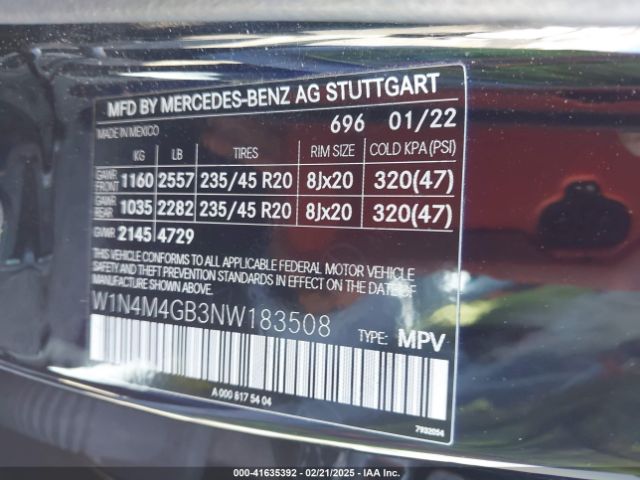 MFD BY MERCEDES-BENZ AG STUTTGART
MADE IN MEXICO 696 01/22
KG LB TIRES RIM SIZE COLD KPA (PSI)
GAWR FRONT 1160 2557 235/45 R20 8Jx20 320(47)
GAWR REAR 1035 2282 235/45 R20 8Jx20 320(47)
GVWR 2145 4729
THIS VEHICLE CONFORMS TO ALL APPLICABLE FEDERAL MOTOR VEHICLE
SAFETY AND THEFT PREVENTION STANDARDS IN EFFECT ON THE DATE OF
MANUFACTURE SHOWN ABOVE.
W1N4M4GB3NW183508 TYPE: MPV
A 000 817 54 04
7932054
000-41635392 - 02/21/2025 - IAA Inc.